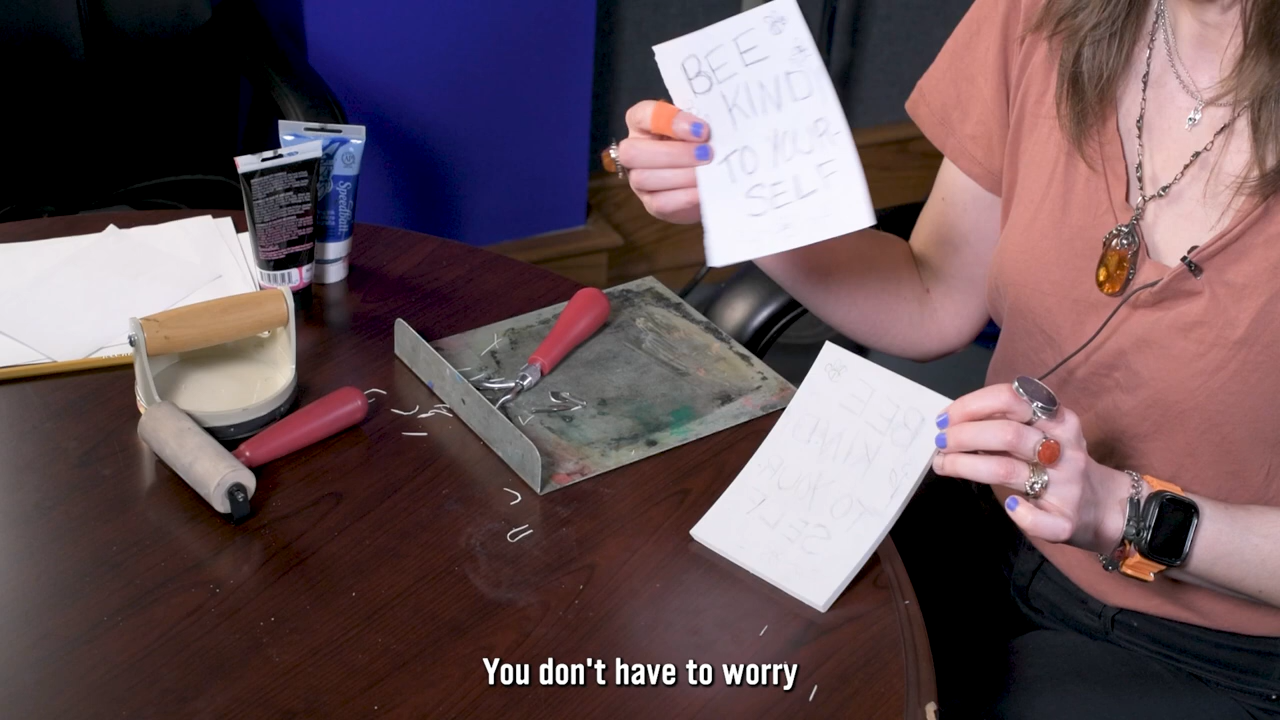 BEE
KIND
TO YOUR-
SELF
Speedball
BEE
KIND
TO YOUR-
SELF
You don't have to worry